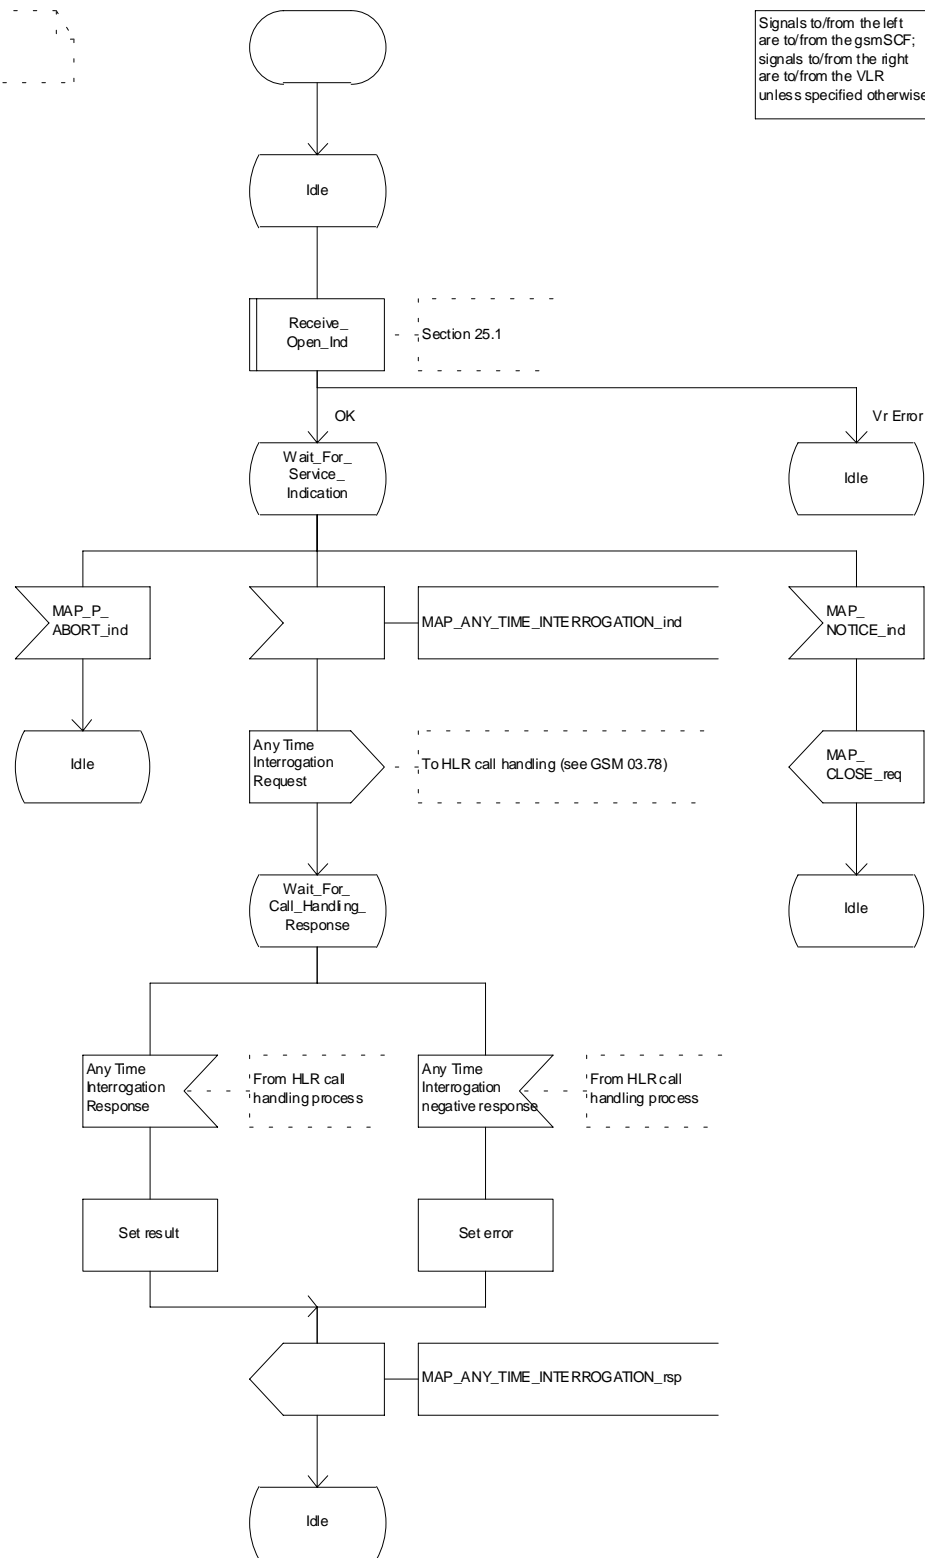 Signals to/from the left
are to/from the gsmSCF;
signals to/from the right
are to/from the VLR
unless specified otherwise
Idle
Receive_
Open_Ind
Section 25.1
OK
Vr Error
Wait_For_
Service_
Indication
Idle
MAP_P_
ABORT_ind
MAP_ANY_TIME_INTERROGATION_ind
MAP_
NOTICE_ind
Idle
Any Time
Interrogation
Request
To HLR call handling (see GSM 03.78)
MAP_
CLOSE_req
Wait_For_
Call_Handling_
Response
Idle
Any Time
Interrogation
Response
From HLR call
handling process
Any Time
Interrogation
negative response
From HLR call
handling process
Set result
Set error
MAP_ANY_TIME_INTERROGATION_rsp
Idle